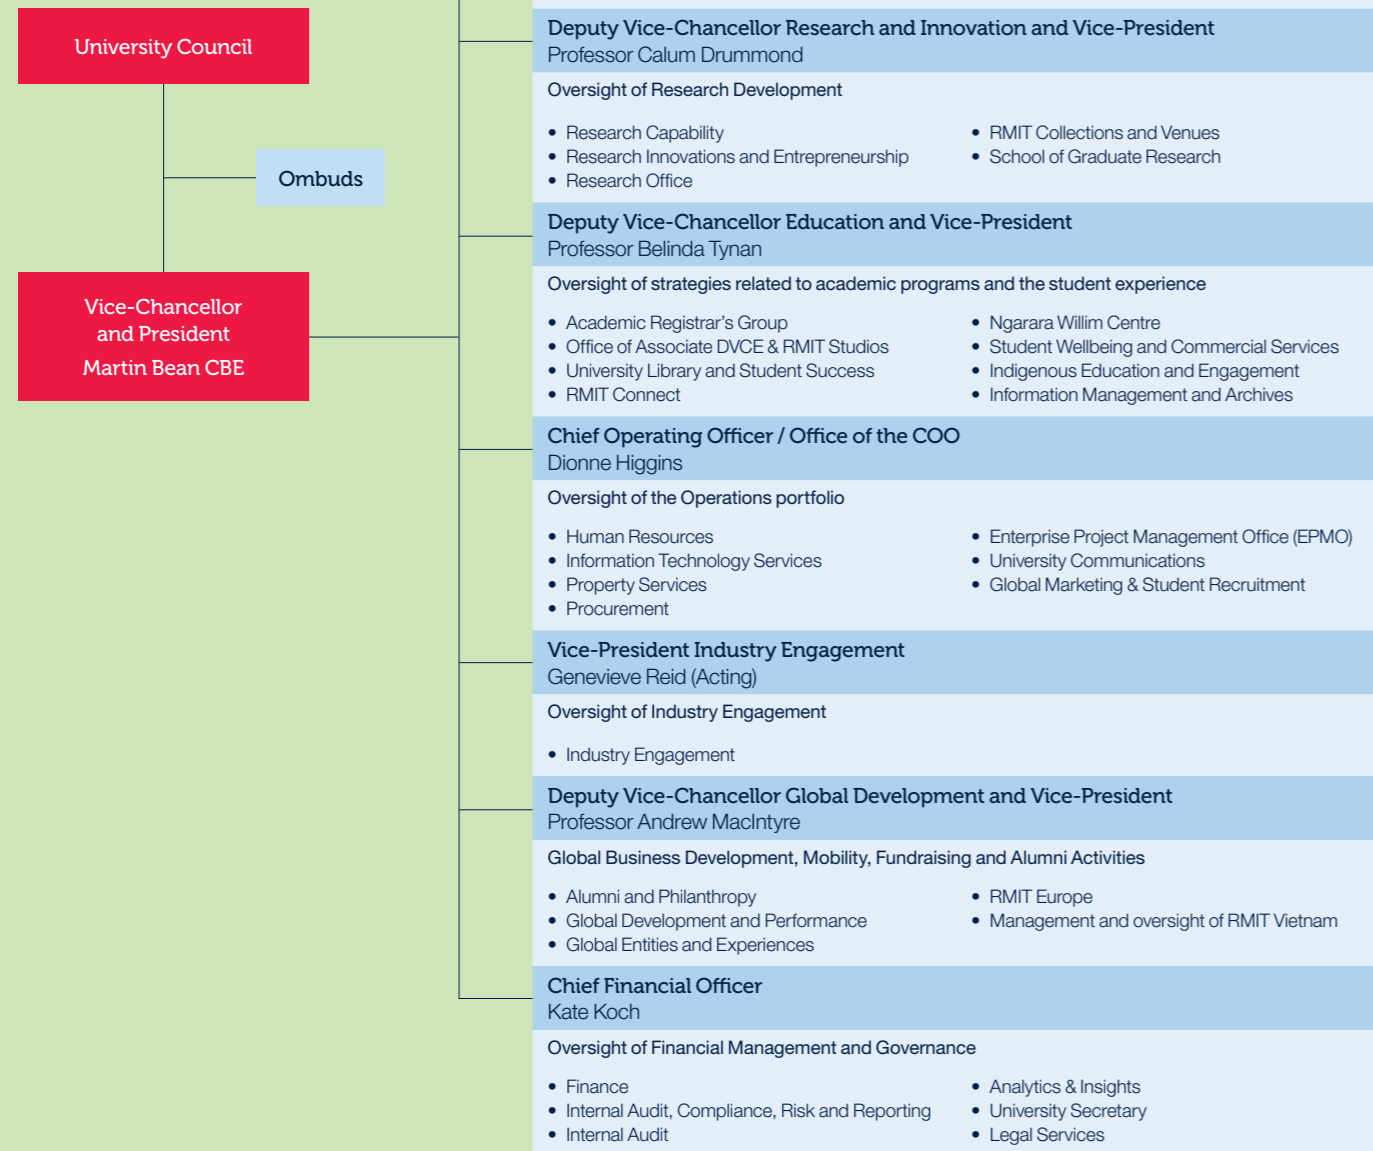 University Council
Ombuds
Vice-Chancellor
and President
Martin Bean CBE
Deputy Vice-Chancellor Research and Innovation and Vice-President
Professor Calum Drummond
Oversight of Research Development
• Research Capability
• Research Innovations and Entrepreneurship
• Research Office
• RMIT Collections and Venues
• School of Graduate Research
Deputy Vice-Chancellor Education and Vice-President
Professor Belinda Tynan
Oversight of strategies related to academic programs and the student experience
• Academic Registrar's Group
• Office of Associate DVCE & RMIT Studios
• University Library and Student Success
• RMIT Connect
• Ngarara Willim Centre
• Student Wellbeing and Commercial Services
• Indigenous Education and Engagement
• Information Management and Archives
Chief Operating Officer / Office of the COO
Dionne Higgins
Oversight of the Operations portfolio
• Human Resources
• Information Technology Services
• Property Services
• Procurement
• Enterprise Project Management Office (EPMO)
• University Communications
• Global Marketing & Student Recruitment
Vice-President Industry Engagement
Genevieve Reid (Acting)
Oversight of Industry Engagement
• Industry Engagement
Deputy Vice-Chancellor Global Development and Vice-President
Professor Andrew MacIntyre
Global Business Development, Mobility, Fundraising and Alumni Activities
• Alumni and Philanthropy
• Global Development and Performance
• Global Entities and Experiences
• RMIT Europe
• Management and oversight of RMIT Vietnam
Chief Financial Officer
Kate Koch
Oversight of Financial Management and Governance
• Finance
• Internal Audit, Compliance, Risk and Reporting
• Internal Audit
• Analytics & Insights
• University Secretary
• Legal Services